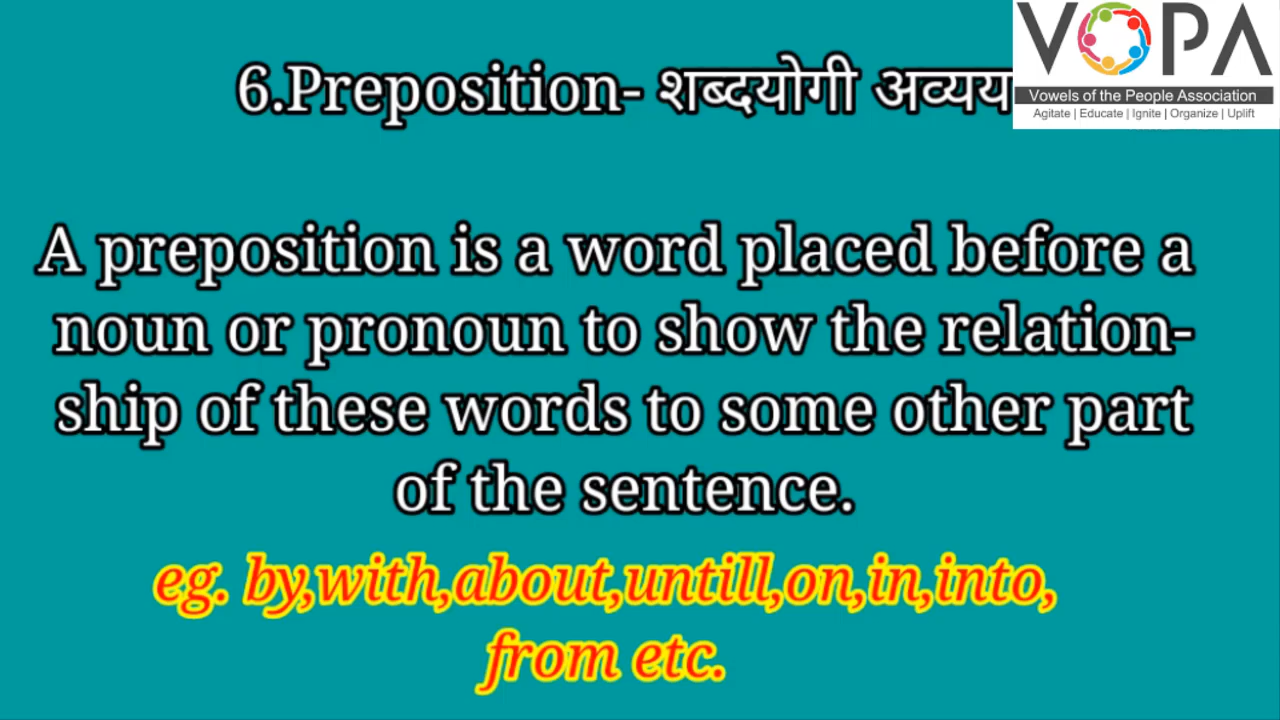 6.Preposition- शब्दयोगी अव्यय
VOPA
Vowels of the People Association
Agitate | Educate | Ignite | Organize | Uplift
A preposition is a word placed before a
noun or pronoun to show the relation-
ship of these words to some other part
of the sentence.
eg. by,with,about,untill,on,in,into,
from etc.